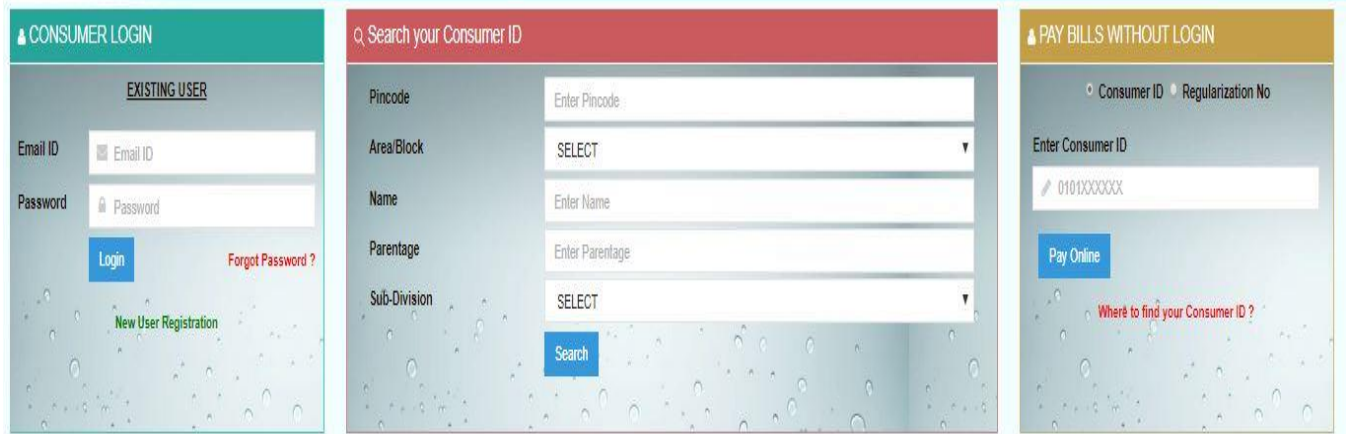 CONSUMER LOGIN
EXISTING USER
Email ID
Email ID
Password
Password
Login
Forgot Password ?
New User Registration
Search your Consumer ID
Pincode
Enter Pincode
Area/Block
SELECT
Name
Enter Name
Parentage
Enter Parentage
Sub-Division
SELECT
Search
PAY BILLS WITHOUT LOGIN
Consumer ID Regularization No
Enter Consumer ID
0101XXXXXX
Pay Online
Where to find your Consumer ID ?